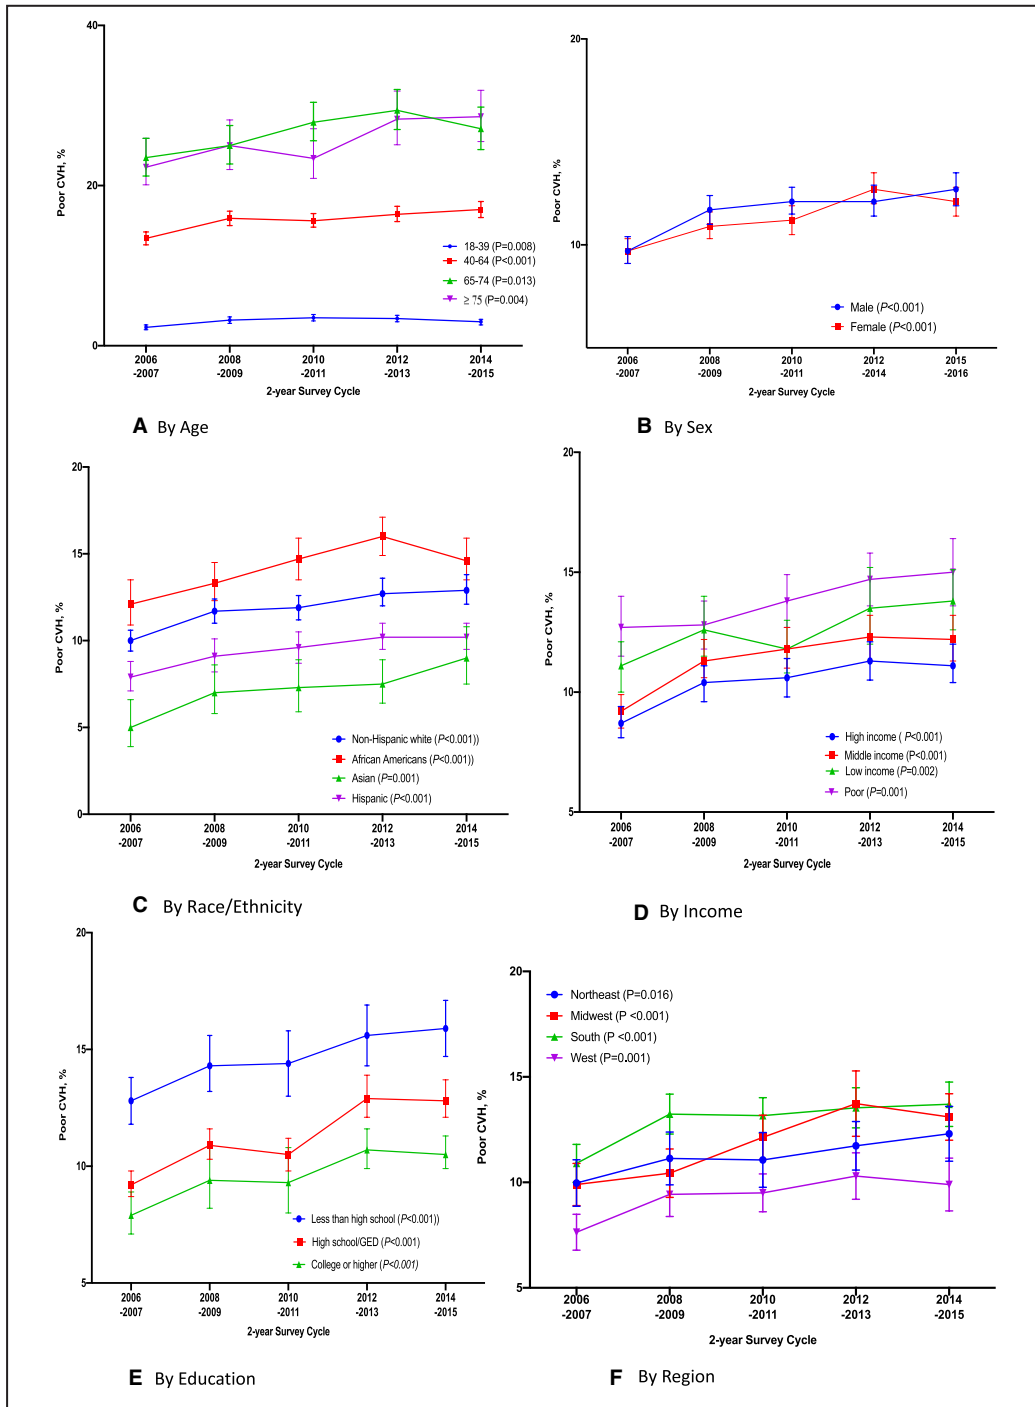 40
20
0
Poor CVH, %
18-39 (P=0.008)
40-64 (P<0.001)
65-74 (P=0.013)
≥ 75 (P=0.004)
2006 2008 2010 2012 2014
-2007 -2009 -2011 -2013 -2015
2-year Survey Cycle
A By Age
20
10
Poor CVH, %
Male (P<0.001)
Female (P<0.001)
2006 2008 2010 2012 2015
-2007 -2009 -2011 -2014 -2016
2-year Survey Cycle
B By Sex
20
15
10
5
0
Poor CVH, %
Non-Hispanic white (P<0.001))
African Americans (P<0.001))
Asian (P=0.001)
Hispanic (P<0.001)
2006 2008 2010 2012 2014
-2007 -2009 -2011 -2013 -2015
2-year Survey Cycle
C By Race/Ethnicity
20
15
10
5
Poor CVH, %
High income ( P<0.001)
Middle income (P<0.001)
Low income (P=0.002)
Poor (P=0.001)
2006 2008 2010 2012 2014
-2007 -2009 -2011 -2013 -2015
2-year Survey Cycle
D By Income
20
15
10
5
Poor CVH, %
Less than high school (P<0.001))
High school/GED (P<0.001)
College or higher (P<0.001)
2006 2008 2010 2012 2014
-2007 -2009 -2011 -2013 -2015
2-year Survey Cycle
E By Education
20
15
10
5
Poor CVH, %
Northeast (P=0.016)
Midwest (P <0.001)
South (P <0.001)
West (P=0.001)
2006 2008 2010 2012 2014
-2007 -2009 -2011 -2013 -2015
2-year Survey Cycle
F By Region